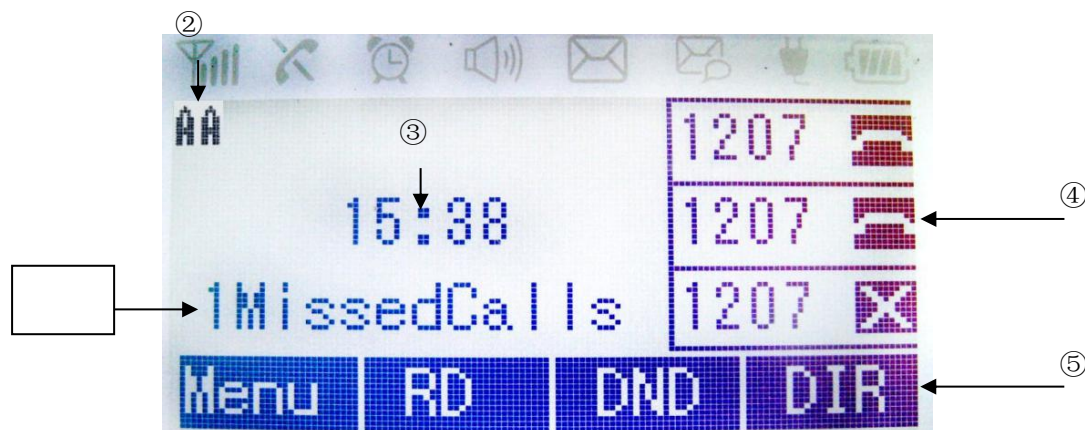 ②
AA
1207
③
15:38
1207
④
1MissedCalls
1207
Menu RD DND DIR
⑤